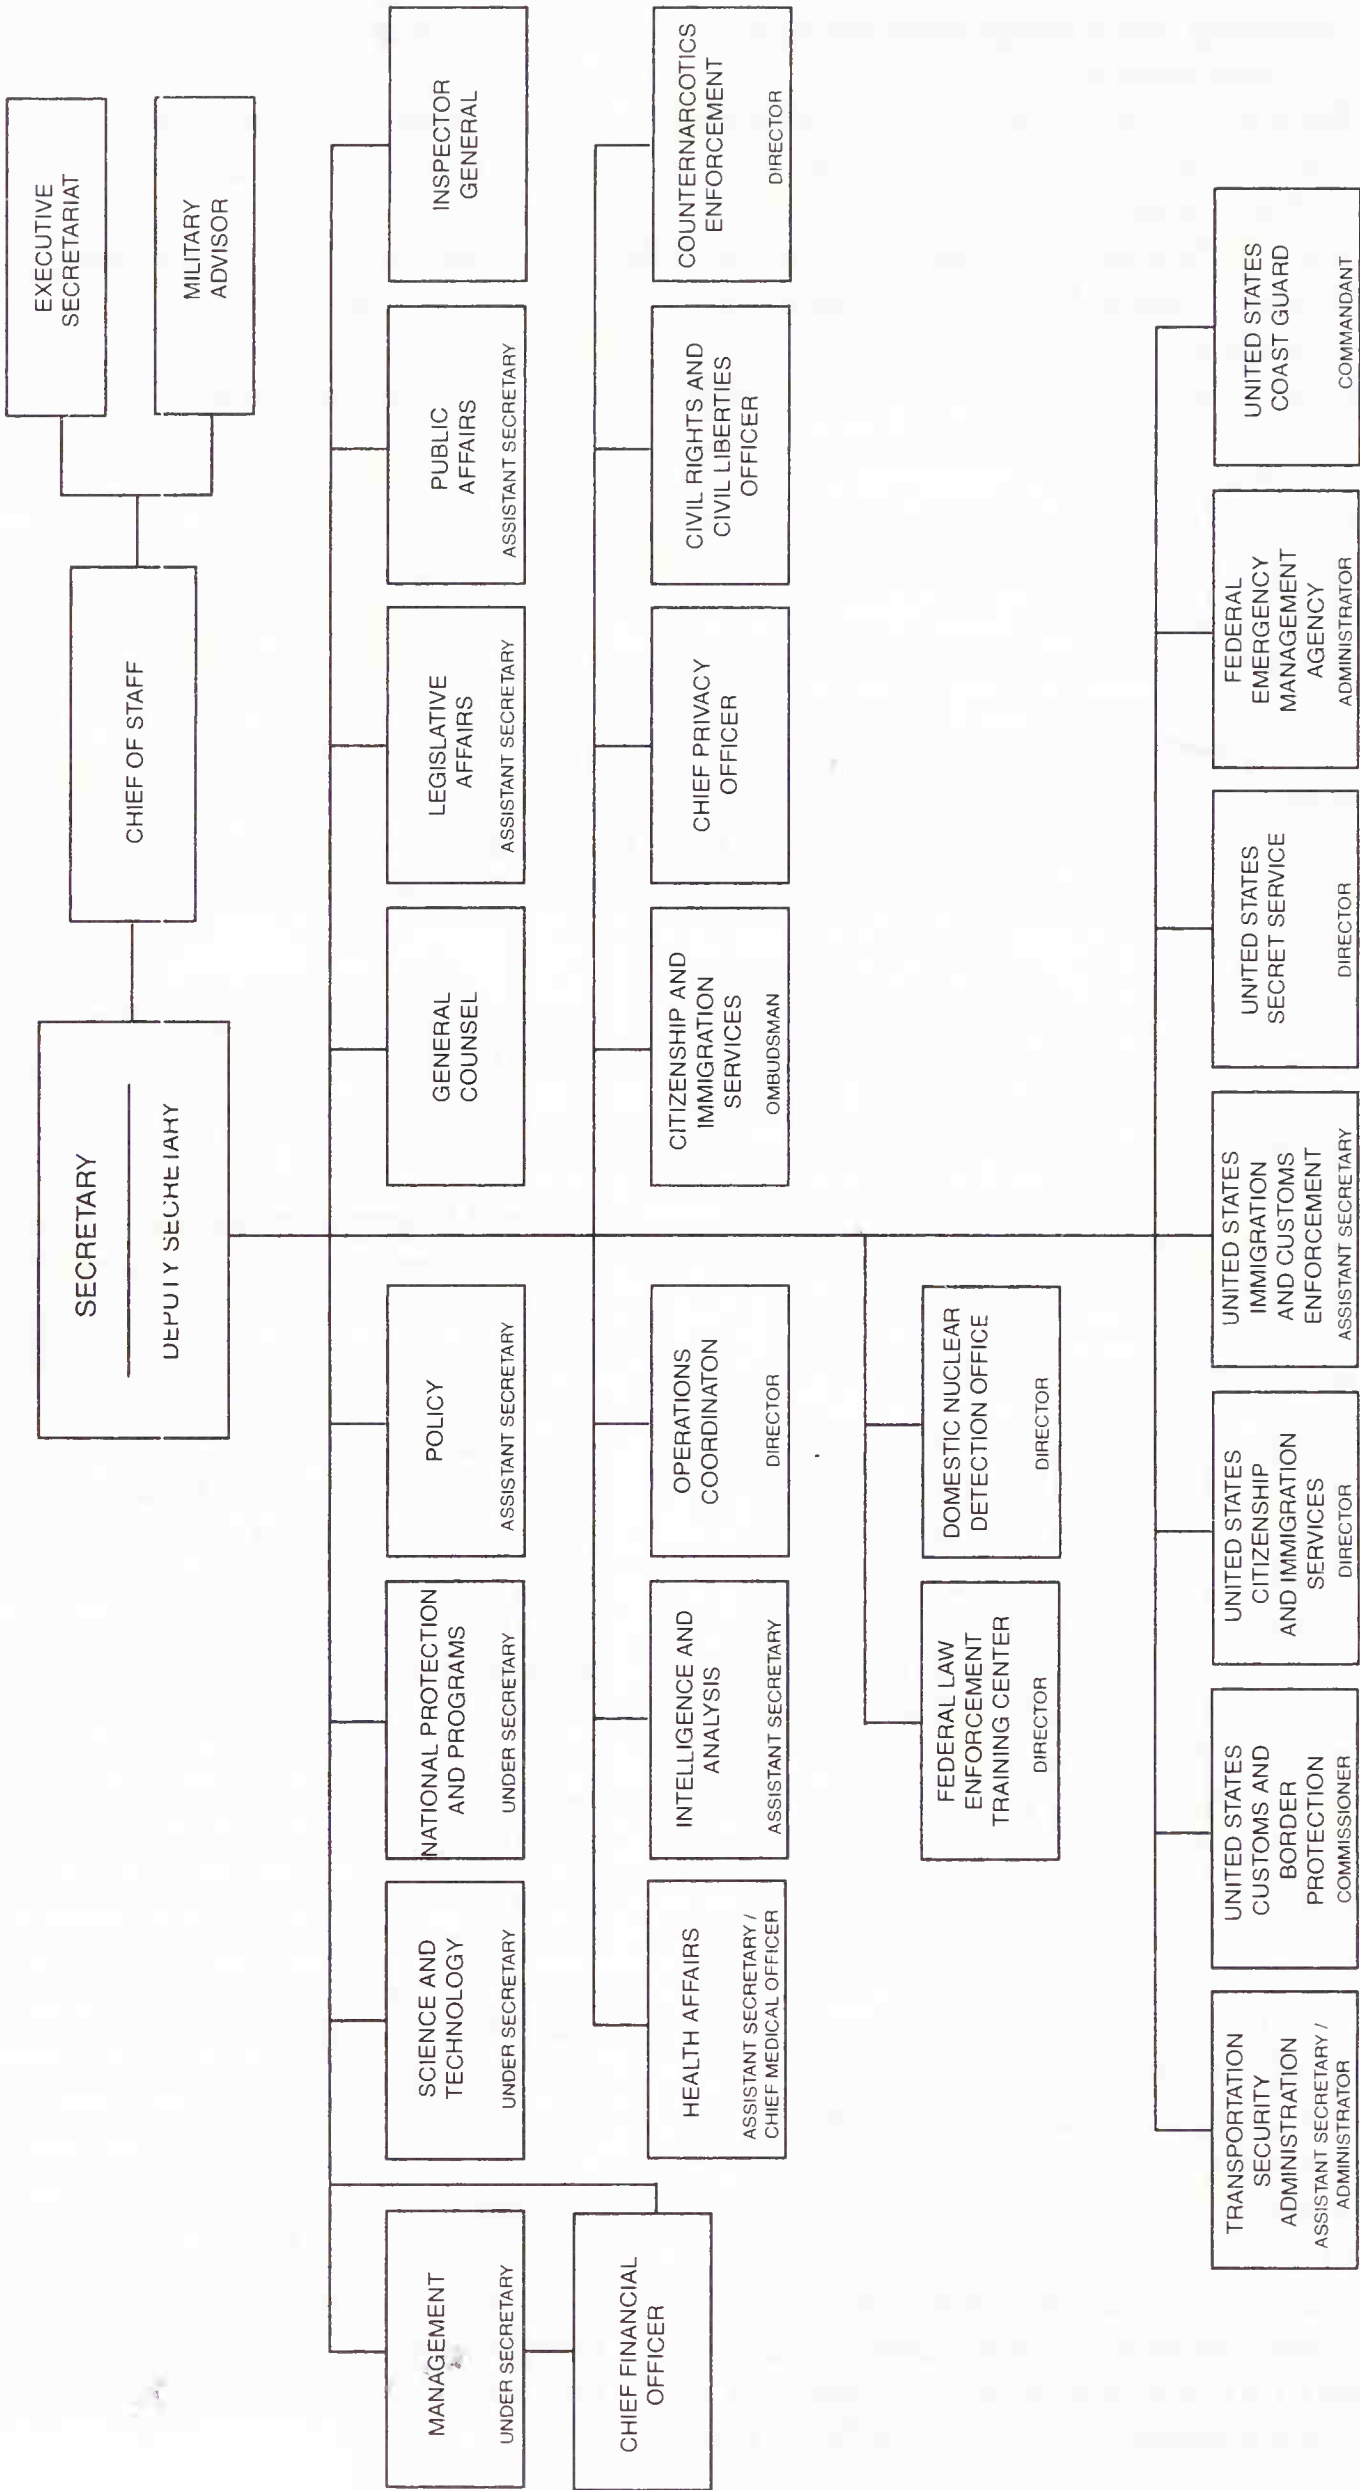 EXECUTIVE
SECRETARIAT
MILITARY
ADVISOR
CHIEF OF STAFF
SECRETARY
DEPUTY SECRETARY
MANAGEMENT
UNDER SECRETARY
CHIEF FINANCIAL
OFFICER
SCIENCE AND
TECHNOLOGY
UNDER SECRETARY
NATIONAL PROTECTION
AND PROGRAMS
UNDER SECRETARY
POLICY
ASSISTANT SECRETARY
GENERAL
COUNSEL
LEGISLATIVE
AFFAIRS
ASSISTANT SECRETARY
PUBLIC
AFFAIRS
ASSISTANT SECRETARY
INSPECTOR
GENERAL
HEALTH AFFAIRS
ASSISTANT SECRETARY /
CHIEF MEDICAL OFFICER
INTELLIGENCE AND
ANALYSIS
ASSISTANT SECRETARY
OPERATIONS
COORDINATON
DIRECTOR
CITIZENSHIP AND
IMMIGRATION
SERVICES
OMBUDSMAN
CHIEF PRIVACY
OFFICER
CIVIL RIGHTS AND
CIVIL LIBERTIES
OFFICER
COUNTERNARCOTICS
ENFORCEMENT
DIRECTOR
FEDERAL LAW
ENFORCEMENT
TRAINING CENTER
DIRECTOR
DOMESTIC NUCLEAR
DETECTION OFFICE
DIRECTOR
TRANSPORTATION
SECURITY
ADMINISTRATION
ASSISTANT SECRETARY /
ADMINISTRATOR
UNITED STATES
CUSTOMS AND
BORDER
PROTECTION
COMMISSIONER
UNITED STATES
CITIZENSHIP
AND IMMIGRATION
SERVICES
DIRECTOR
UNITED STATES
IMMIGRATION
AND CUSTOMS
ENFORCEMENT
ASSISTANT SECRETARY
UNITED STATES
SECRET SERVICE
DIRECTOR
FEDERAL
EMERGENCY
MANAGEMENT
AGENCY
ADMINISTRATOR
UNITED STATES
COAST GUARD
COMMANDANT